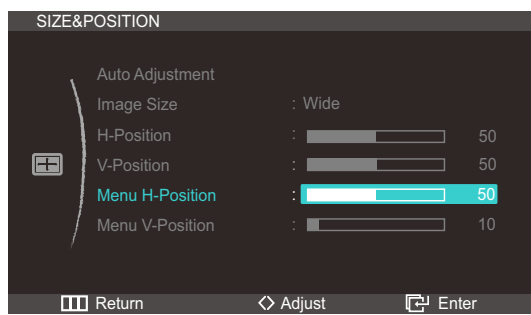 SIZE&POSITION
Auto Adjustment
Image Size : Wide
H-Position : 50
V-Position : 50
Menu H-Position : 50
Menu V-Position : 10
Return Adjust Enter